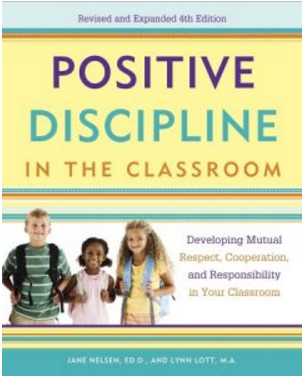 Revised and Expanded 4th Edition
POSITIVE
DISCIPLINE
IN THE CLASSROOM
Developing Mutual
Respect, Cooperation,
and Responsibility
in Your Classroom
JANE NELSEN, ED.D., AND LYNN LOTT, M.A.